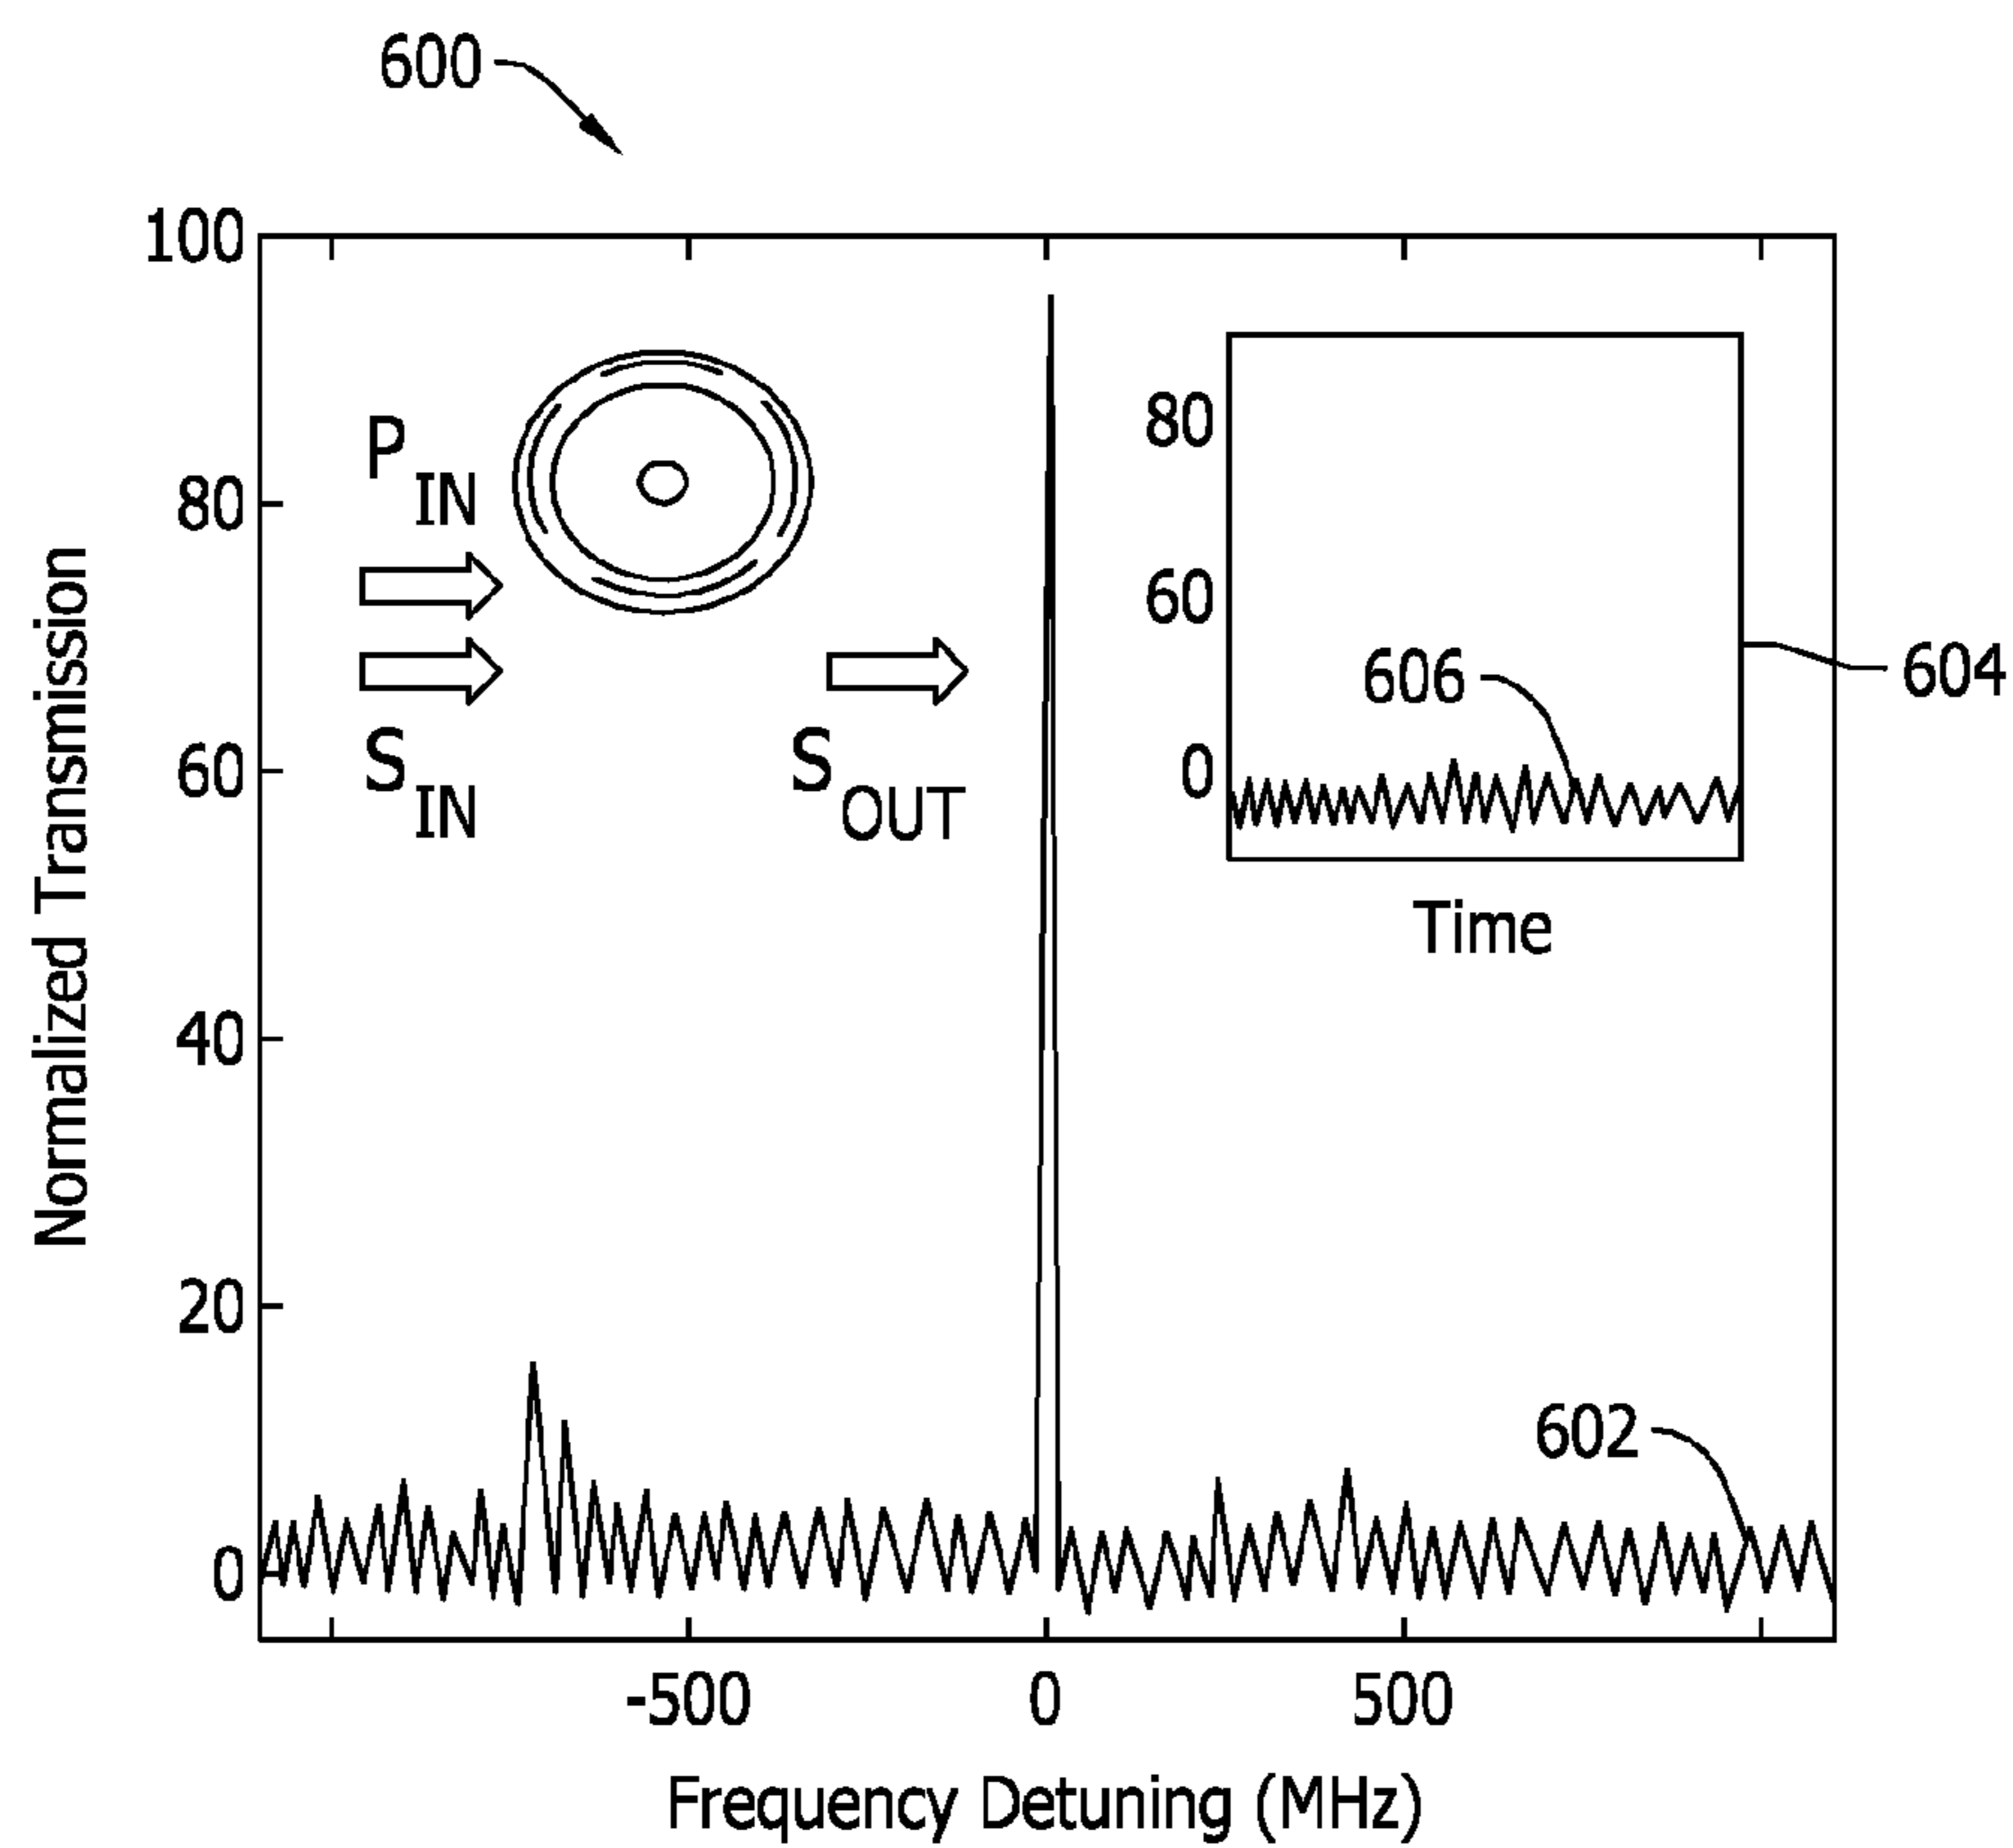 600
100
80
60
40
20
0
Normalized Transmission
P IN
S IN
S OUT
80
60
0
606
604
Time
602
-500 0 500
Frequency Detuning (MHz)